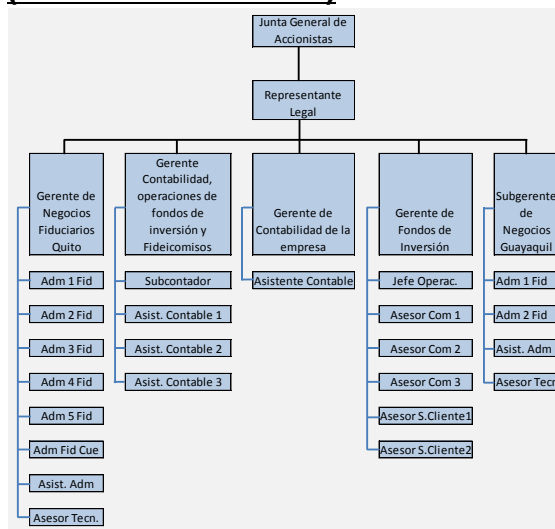 Junta General de
Accionistas
Representante
Legal
Gerente de
Negocios
Fiduciarios
Quito
Gerente
Contabilidad,
operaciones de
fondos de
inversión y
Fideicomisos
Gerente de
Contabilidad de la
empresa
Gerente de
Fondos de
Inversión
Subgerente
de
Negocios
Guayaquil
Adm 1 Fid
Adm 2 Fid
Adm 3 Fid
Adm 4 Fid
Adm 5 Fid
Adm Fid Cue
Asist. Adm
Asesor Tecn.
Subcontador
Asist. Contable 1
Asist. Contable 2
Asist. Contable 3
Asistente Contable
Jefe Operac.
Asesor Com 1
Asesor Com 2
Asesor Com 3
Asesor S.Cliente1
Asesor S.Cliente2
Adm 1 Fid
Adm 2 Fid
Asist. Adm
Asesor Tecn